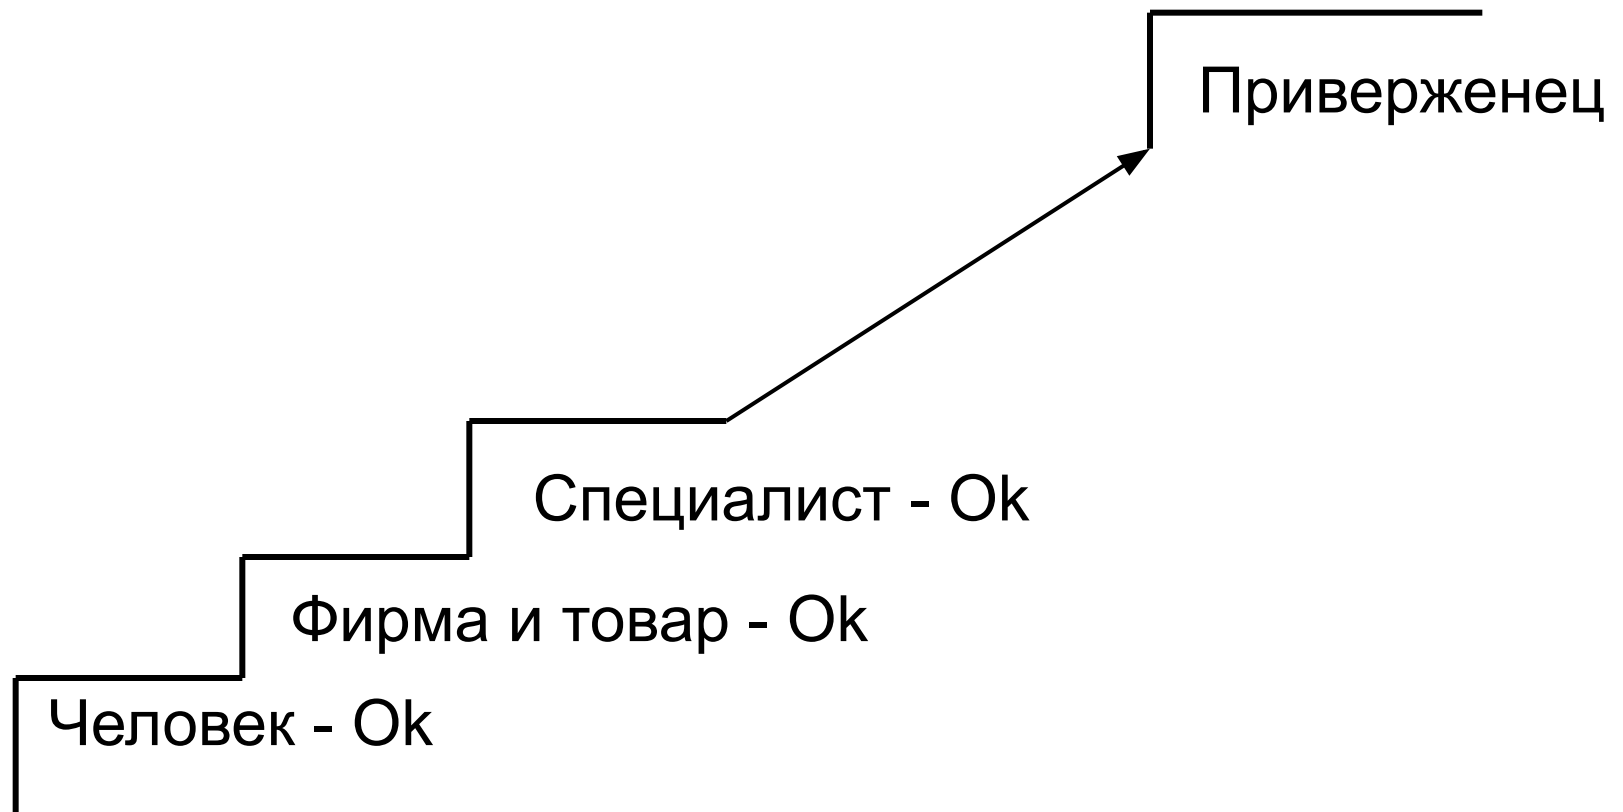 Приверженец
Специалист - Ok
Фирма и товар - Ok
Человек - Ok